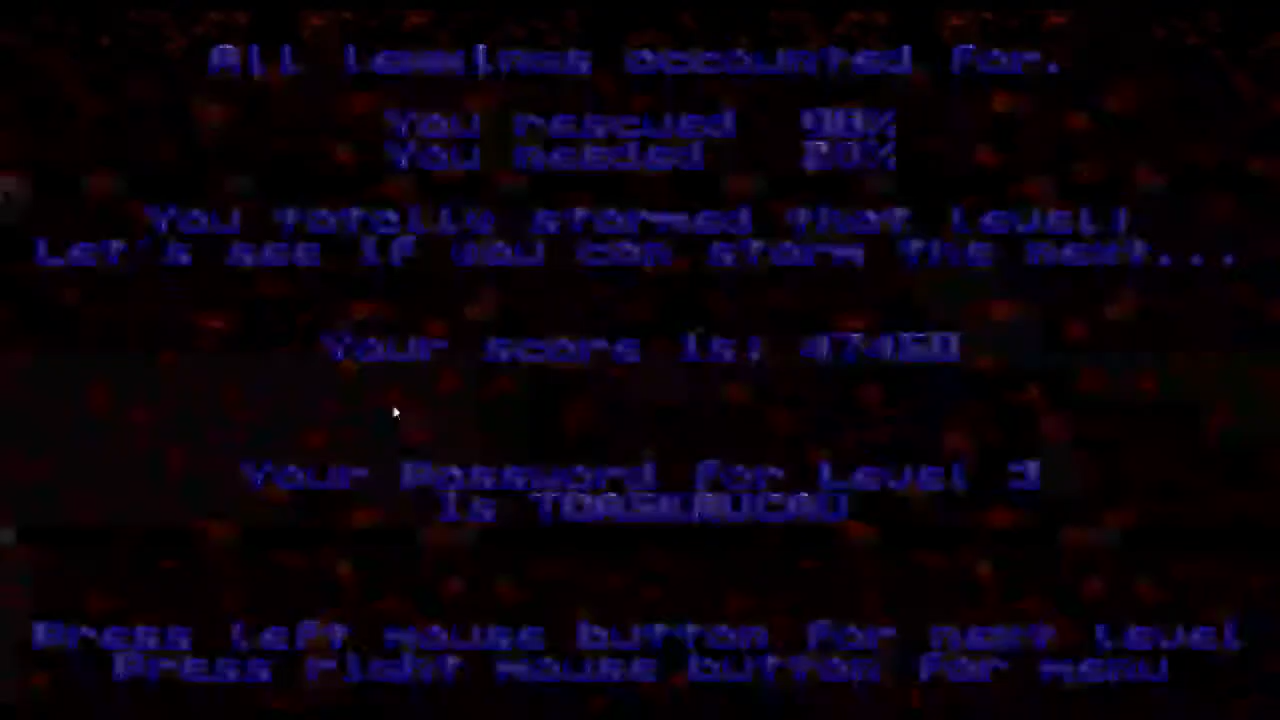 All lemmings accounted for.
You rescued
You needed
You totally stormed that level!
Let's see if you can storm the next...
Your score is:
Your Password for Level
Is
Press left mouse button for next level
Press right mouse button for menu